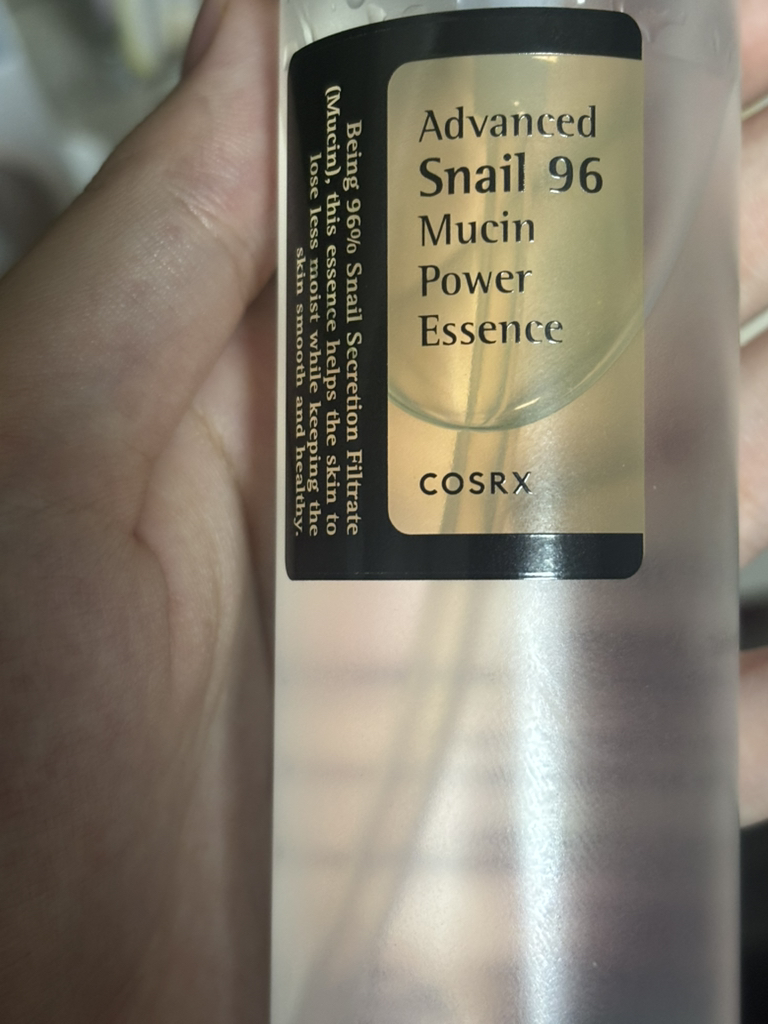 Advanced
Snail 96
Mucin
Power
Essence
COSRX
Being 96% Snail Secretion Filtrate
(Mucin), this essence helps the skin to
lose less moist while keeping the
skin smooth and healthy.